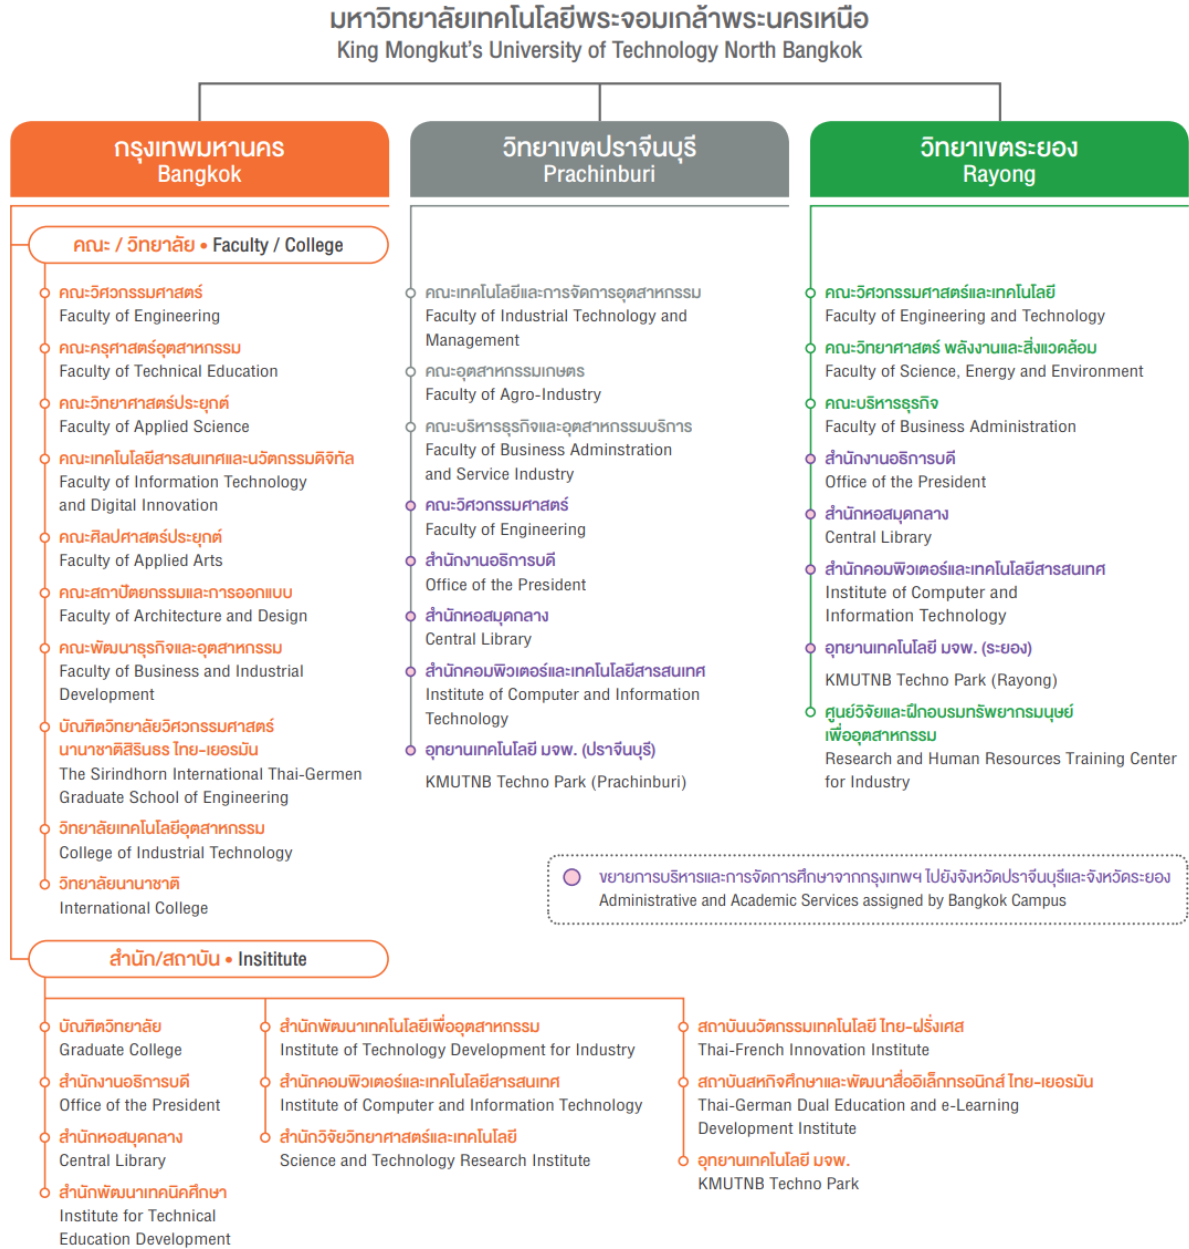 มหาวิทยาลัยเทคโนโลยีพระจอมเกล้าพระนครเหนือ
King Mongkut's University of Technology North Bangkok
กรุงเทพมหานคร
Bangkok
คณะ / วิทยาลัย • Faculty / College
คณะวิศวกรรมศาสตร์
Faculty of Engineering
คณะครุศาสตร์อุตสาหกรรม
Faculty of Technical Education
คณะวิทยาศาสตร์ประยุกต์
Faculty of Applied Science
คณะเทคโนโลยีสารสนเทศและนวัตกรรมดิจิทัล
Faculty of Information Technology
and Digital Innovation
คณะศิลปศาสตร์ประยุกต์
Faculty of Applied Arts
คณะสถาปัตยกรรมและการออกแบบ
Faculty of Architecture and Design
คณะพัฒนาธุรกิจและอุตสาหกรรม
Faculty of Business and Industrial
Development
บัณฑิตวิทยาลัยวิศวกรรมศาสตร์
นานาชาติสิรินธร ไทย-เยอรมัน
The Sirindhorn International Thai-Germen
Graduate School of Engineering
วิทยาลัยเทคโนโลยีอุตสาหกรรม
College of Industrial Technology
วิทยาลัยนานาชาติ
International College
วิทยาเขตปราจีนบุรี
Prachinburi
คณะเทคโนโลยีและการจัดการอุตสาหกรรม
Faculty of Industrial Technology and
Management
คณะอุตสาหกรรมเกษตร
Faculty of Agro-Industry
คณะบริหารธุรกิจและอุตสาหกรรมบริการ
Faculty of Business Adminstration
and Service Industry
คณะวิศวกรรมศาสตร์
Faculty of Engineering
สำนักงานอธิการบดี
Office of the President
สำนักหอสมุดกลาง
Central Library
สำนักคอมพิวเตอร์และเทคโนโลยีสารสนเทศ
Institute of Computer and Information
Technology
อุทยานเทคโนโลยี มจพ. (ปราจีนบุรี)
KMUTNB Techno Park (Prachinburi)
วิทยาเขตระยอง
Rayong
คณะวิศวกรรมศาสตร์และเทคโนโลยี
Faculty of Engineering and Technology
คณะวิทยาศาสตร์ พลังงานและสิ่งแวดล้อม
Faculty of Science, Energy and Environment
คณะบริหารธุรกิจ
Faculty of Business Administration
สำนักงานอธิการบดี
Office of the President
สำนักหอสมุดกลาง
Central Library
สำนักคอมพิวเตอร์และเทคโนโลยีสารสนเทศ
Institute of Computer and
Information Technology
อุทยานเทคโนโลยี มจพ. (ระยอง)
KMUTNB Techno Park (Rayong)
ศูนย์วิจัยและฝึกอบรมทรัพยากรมนุษย์
เพื่ออุตสาหกรรม
Research and Human Resources Training Center
for Industry
ขยายการบริหารและการจัดการศึกษาจากกรุงเทพฯ ไปยังจังหวัดปราจีนบุรีและจังหวัดระยอง
Administrative and Academic Services assigned by Bangkok Campus
สำนัก/สถาบัน • Insititute
บัณฑิตวิทยาลัย
Graduate College
สำนักงานอธิการบดี
Office of the President
สำนักหอสมุดกลาง
Central Library
สำนักพัฒนาเทคนิคศึกษา
Institute for Technical
Education Development
สำนักพัฒนาเทคโนโลยีเพื่ออุตสาหกรรม
Institute of Technology Development for Industry
สำนักคอมพิวเตอร์และเทคโนโลยีสารสนเทศ
Institute of Computer and Information Technology
สำนักวิจัยวิทยาศาสตร์และเทคโนโลยี
Science and Technology Research Institute
สถาบันนวัตกรรมเทคโนโลยี ไทย-ฝรั่งเศส
Thai-French Innovation Institute
สถาบันสหกิจศึกษาและพัฒนาสื่ออิเล็กทรอนิกส์ ไทย-เยอรมัน
Thai-German Dual Education and e-Learning
Development Institute
อุทยานเทคโนโลยี มจพ.
KMUTNB Techno Park